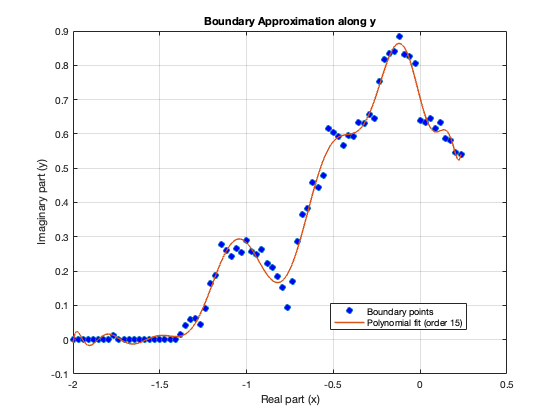 Boundary Approximation along y
0.9
0.8
0.7
0.6
0.5
0.4
0.3
0.2
0.1
0
-0.1
Imaginary part (y)
Boundary points
Polynomial fit (order 15)
-2 -1.5 -1 -0.5 0 0.5
Real part (x)